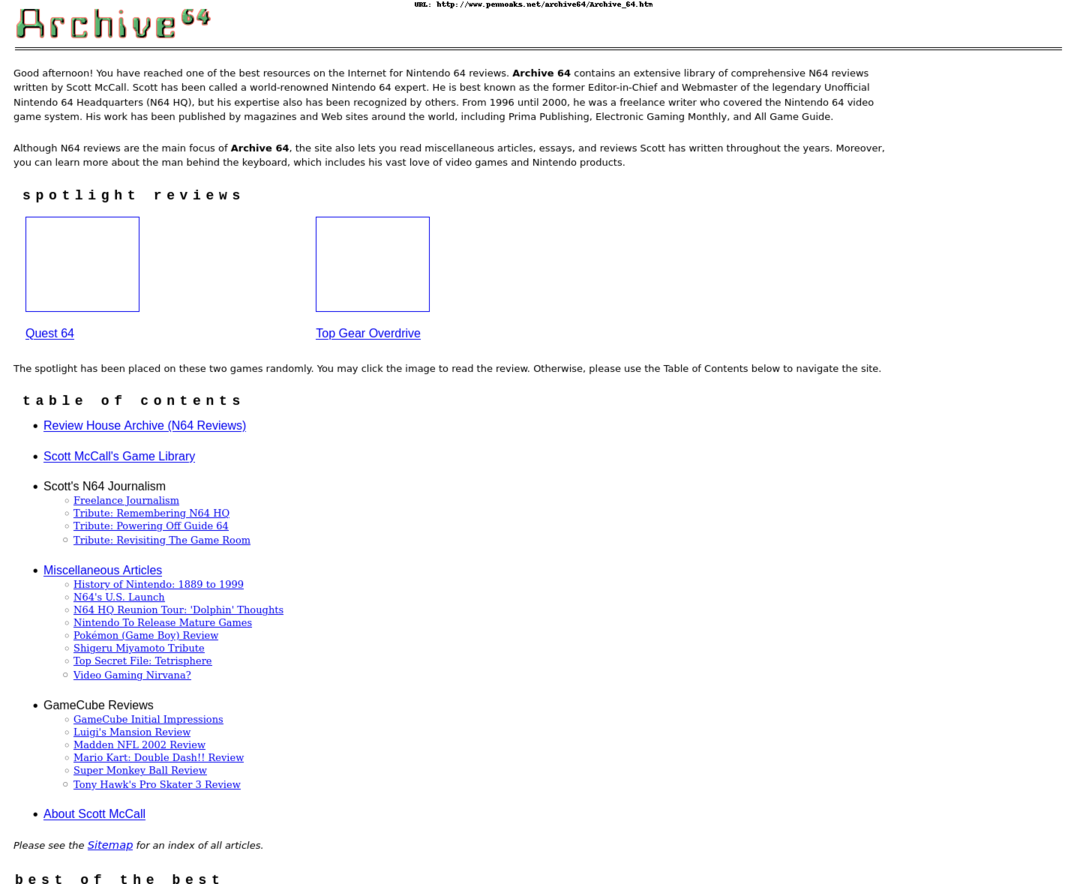 URL: http://www.pennoaks.net/archive64/Archive_64.htm
Archive 64
Good afternoon! You have reached one of the best resources on the Internet for Nintendo 64 reviews. Archive 64 contains an extensive library of comprehensive N64 reviews
written by Scott McCall. Scott has been called a world-renowned Nintendo 64 expert. He is best known as the former Editor-in-Chief and Webmaster of the legendary Unofficial
Nintendo 64 Headquarters (N64 HQ), but his expertise also has been recognized by others. From 1996 until 2000, he was a freelance writer who covered the Nintendo 64 video
game system. His work has been published by magazines and Web sites around the world, including Prima Publishing, Electronic Gaming Monthly, and All Game Guide.
Although N64 reviews are the main focus of Archive 64, the site also lets you read miscellaneous articles, essays, and reviews Scott has written throughout the years. Moreover,
you can learn more about the man behind the keyboard, which includes his vast love of video games and Nintendo products.
spotlight reviews
Quest 64 Top Gear Overdrive
The spotlight has been placed on these two games randomly. You may click the image to read the review. Otherwise, please use the Table of Contents below to navigate the site.
table of contents
Review House Archive (N64 Reviews)
Scott McCall's Game Library
Scott's N64 Journalism
Freelance Journalism
Tribute: Remembering N64 HQ
Tribute: Powering Off Guide 64
Tribute: Revisiting The Game Room
Miscellaneous Articles
History of Nintendo: 1889 to 1999
N64's U.S. Launch
N64 HQ Reunion Tour: 'Dolphin' Thoughts
Nintendo To Release Mature Games
Pokémon (Game Boy) Review
Shigeru Miyamoto Tribute
Top Secret File: Tetrisphere
Video Gaming Nirvana?
GameCube Reviews
GameCube Initial Impressions
Luigi's Mansion Review
Madden NFL 2002 Review
Mario Kart: Double Dash!! Review
Super Monkey Ball Review
Tony Hawk's Pro Skater 3 Review
About Scott McCall
Please see the Sitemap for an index of all articles.
best of the best